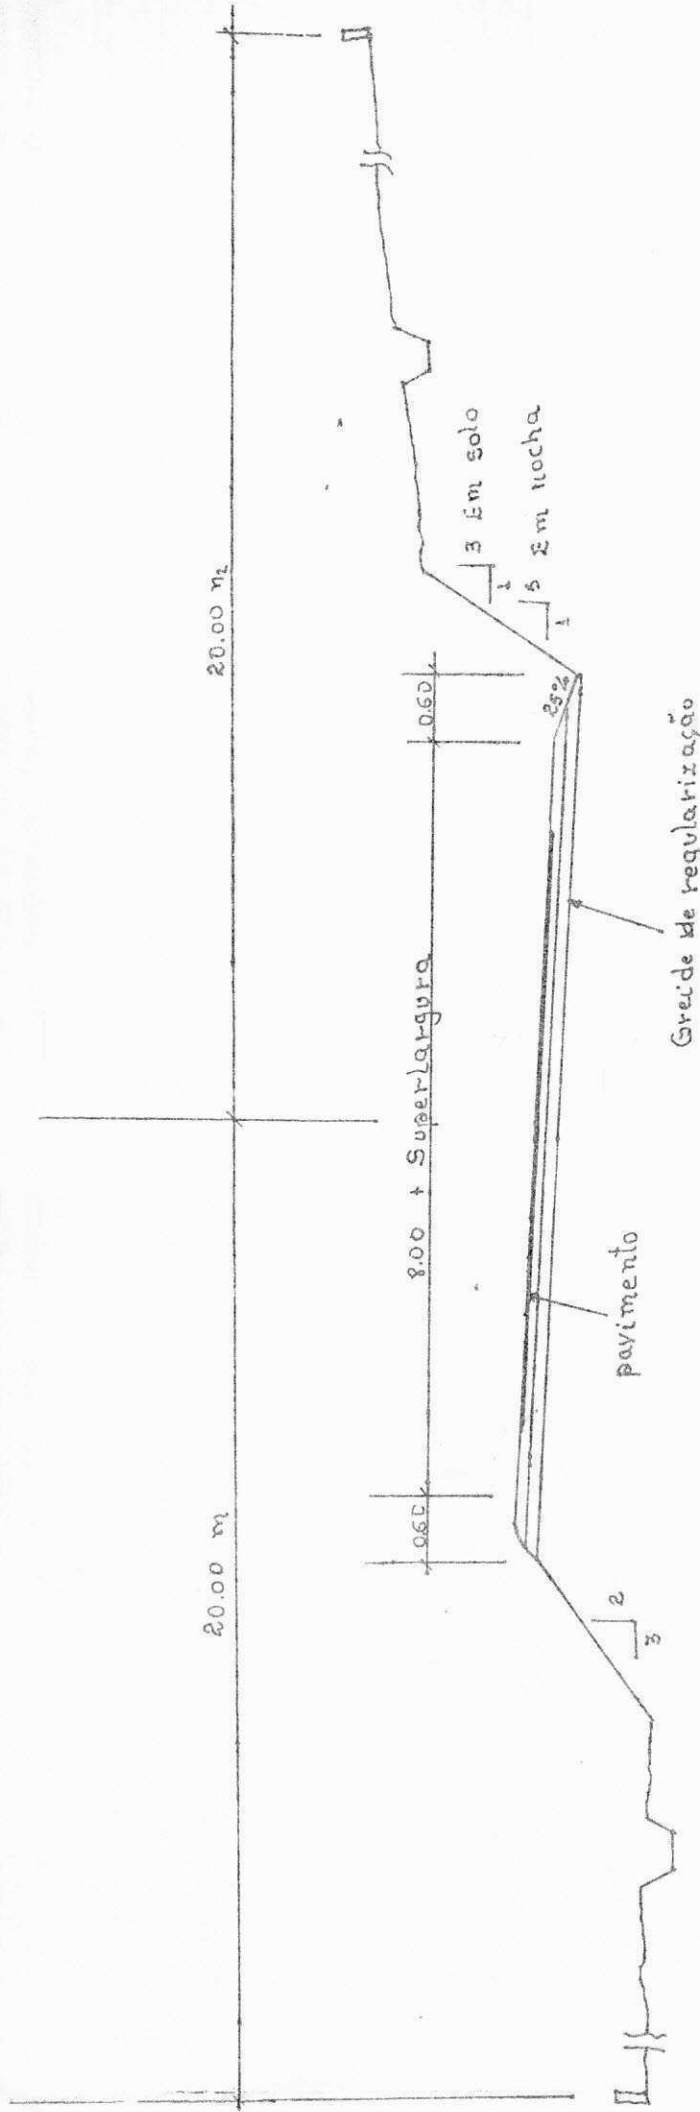 20.00 m
20.00 m
0.60
8.00 + Superlargura
0.60
25%
1
3 Em solo
1
5 Em rocha
3
2
pavimento
Greide de regularização